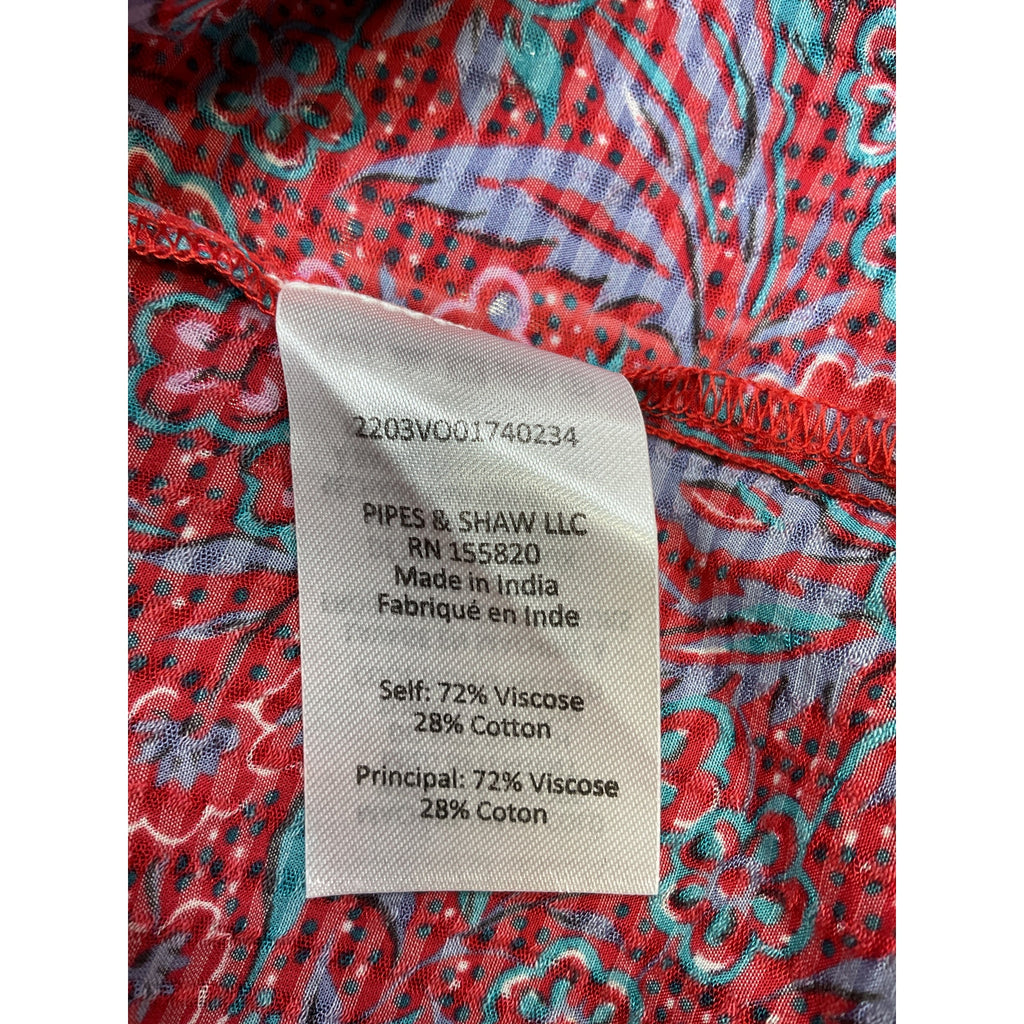 2203VO01740234
PIPES & SHAW LLC
RN 155820
Made in India
Fabriqué en Inde
Self: 72% Viscose
28% Cotton
Principal: 72% Viscose
28% Coton